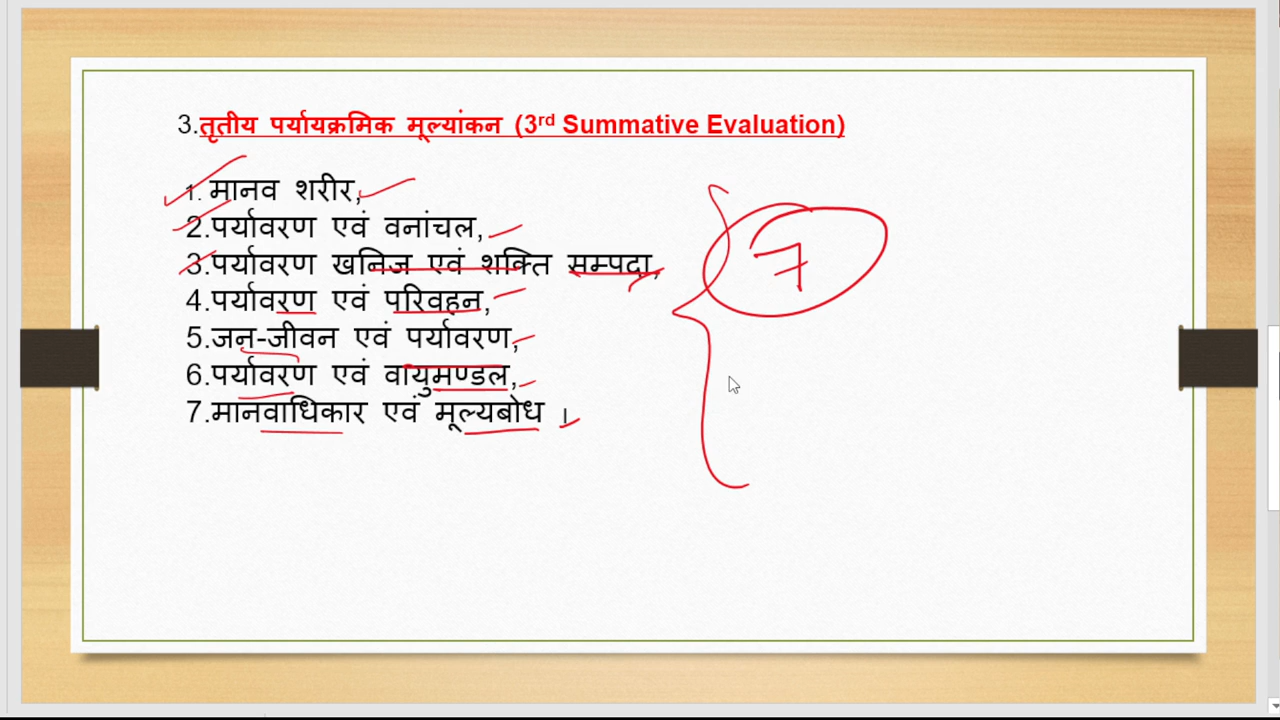 3.तृतीय पर्यायक्रमिक मूल्यांकन (3rd Summative Evaluation)
1. मानव शरीर,
2.पर्यावरण एवं वनांचल,
3.पर्यावरण खनिज एवं शक्ति सम्पदा,
4.पर्यावरण एवं परिवहन,
5.जन-जीवन एवं पर्यावरण,
6.पर्यावरण एवं वायुमण्डल,
7.मानवाधिकार एवं मूल्यबोध ।
7